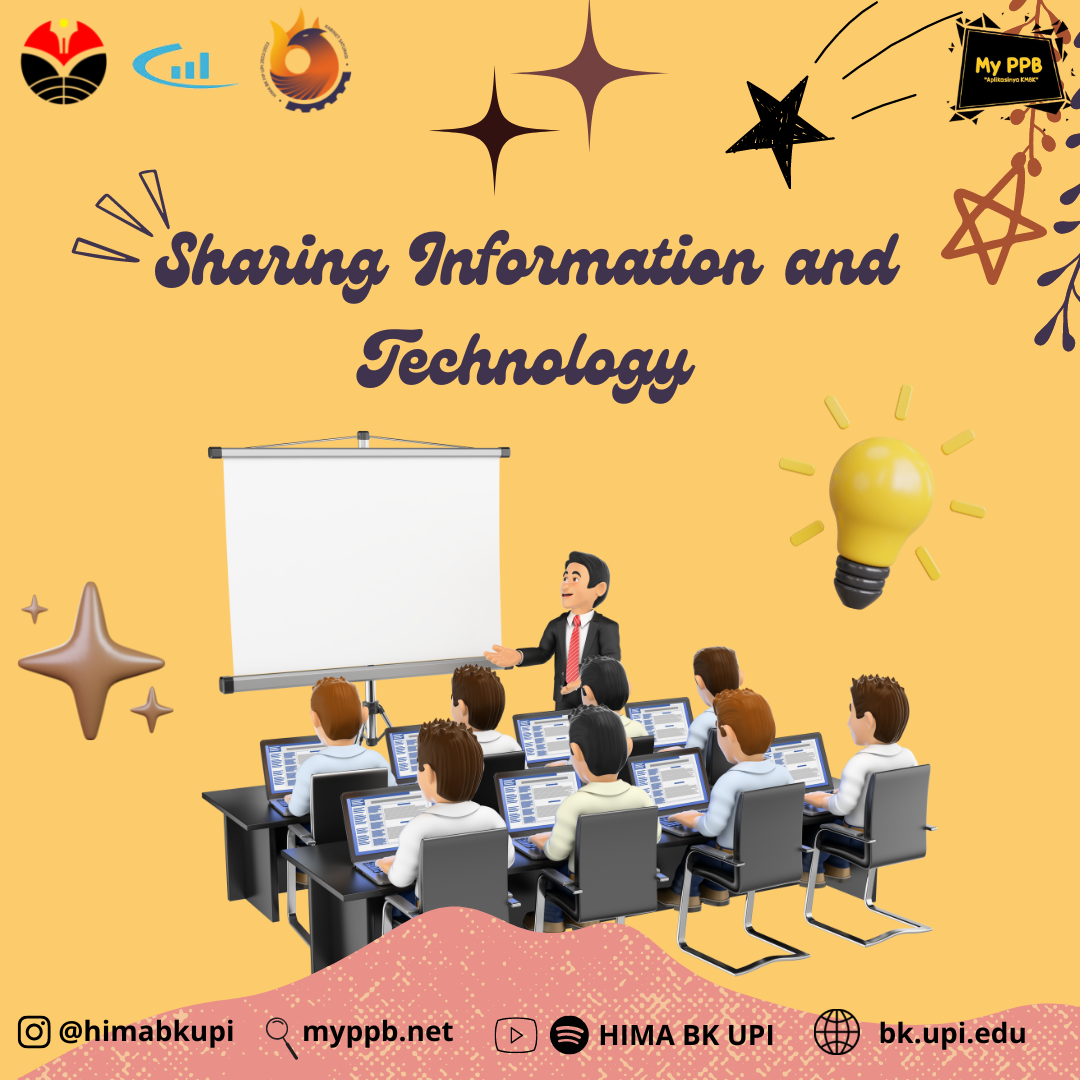 My PPB
"Aplikasinya KMBK"
Sharing Information and
Technology
@himabkupi
myppb.net
HIMA BK UPI
bk.upi.edu